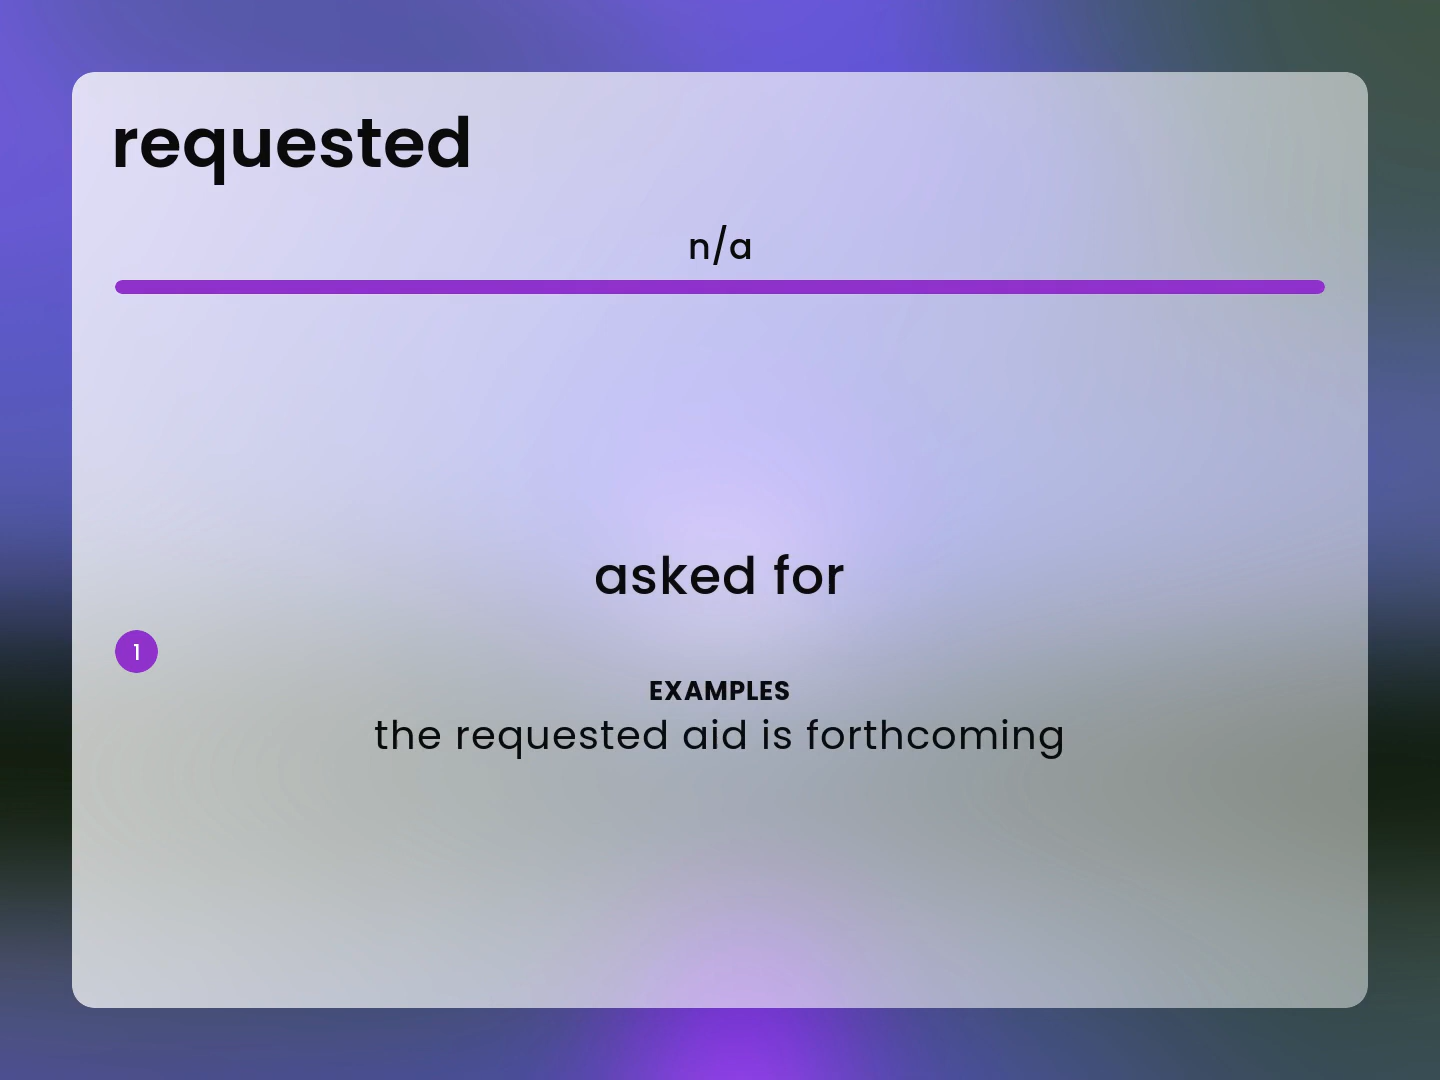 requested
n/a
asked for
1
EXAMPLES
the requested aid is forthcoming